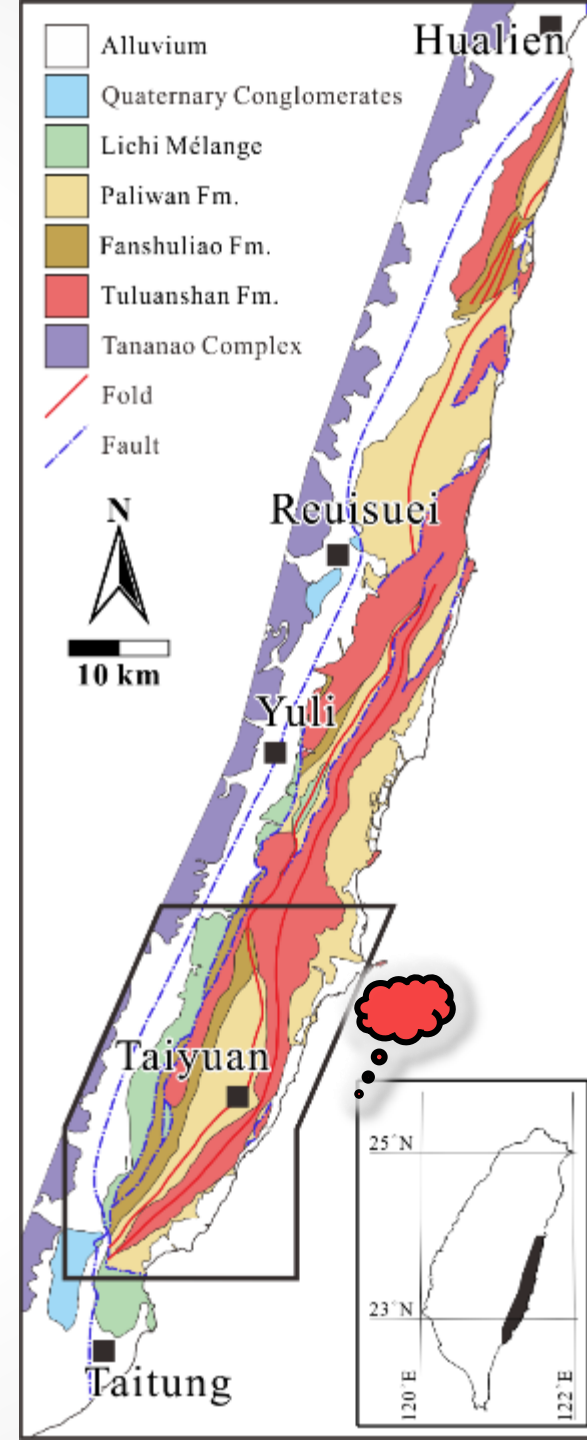 Hualien
Alluvium
Quaternary Conglomerates
Lichi Mélange
Paliwan Fm.
Fanshuliao Fm.
Tuluanshan Fm.
Tananao Complex
Fold
Fault
N
10 km
Reuisuei
Yuli
Taiyuan
Taitung
25°N
23°N
120°E
122°E